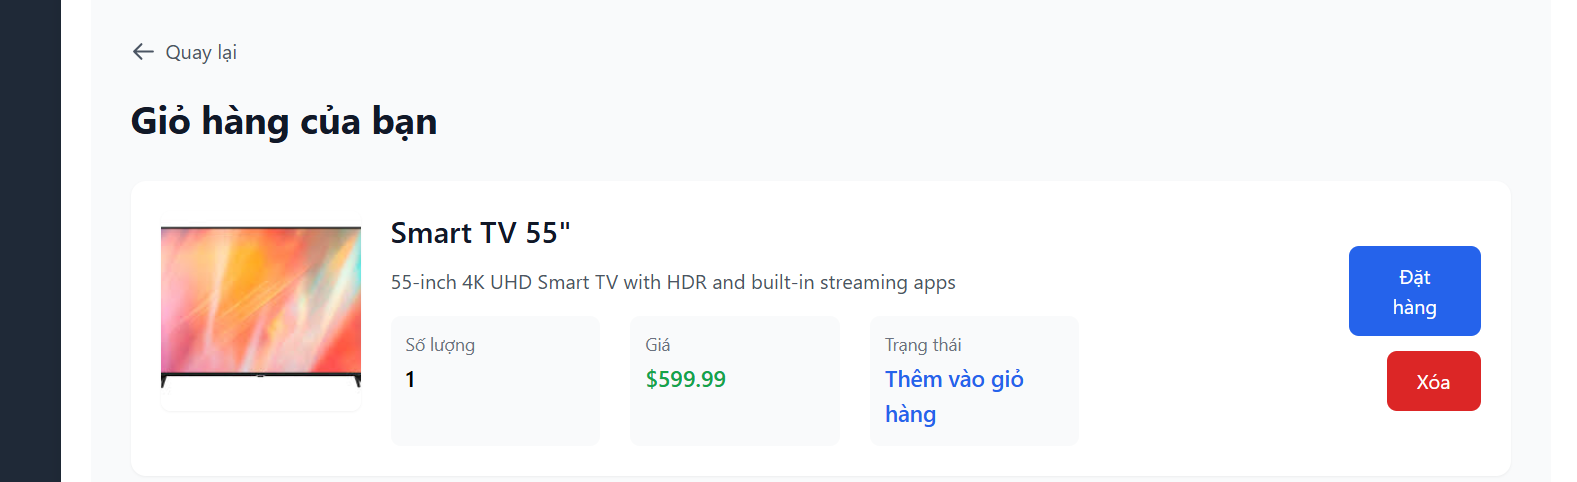 Quay lại
Giỏ hàng của bạn
Smart TV 55"
55-inch 4K UHD Smart TV with HDR and built-in streaming apps
Số lượng
1
Giá
$599.99
Trạng thái
Thêm vào giỏ
hàng
Đặt
hàng
Xóa